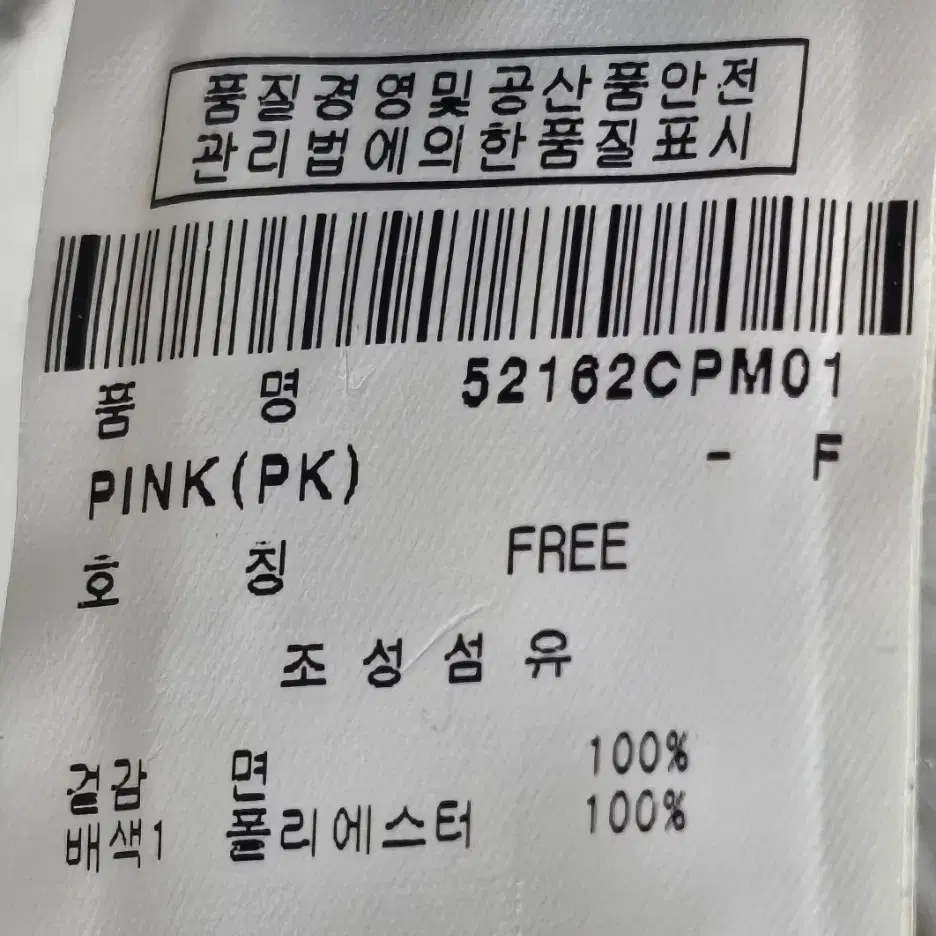 품질경영및공산품안전
관리법에의한품질표시
품 명 52162CPM01
PINK(PK) - F
호 칭 FREE
조성섬유
겉감 면 100%
배색1 폴리에스터 100%